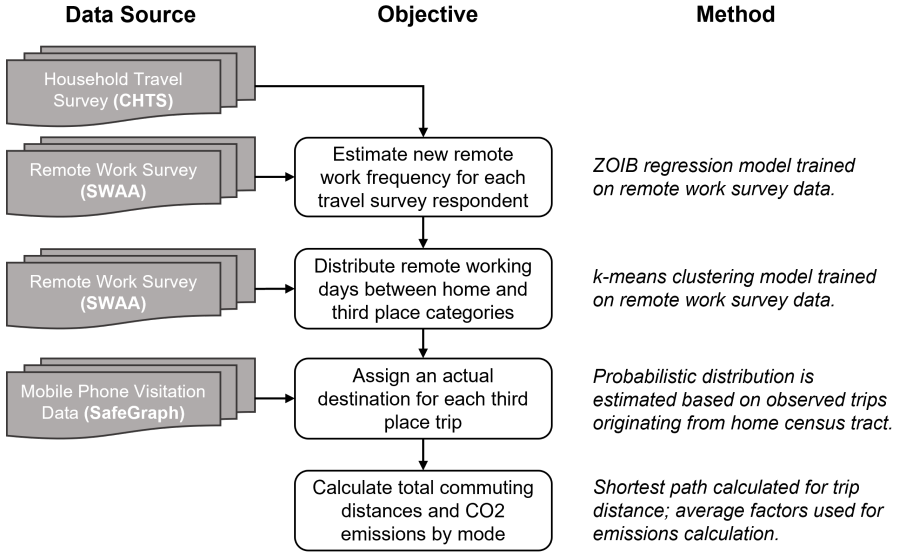 Data Source
Objective
Method
Household Travel
Survey (CHTS)
Remote Work Survey
(SWAA)
Estimate new remote
work frequency for each
travel survey respondent
ZOIB regression model trained
on remote work survey data.
Remote Work Survey
(SWAA)
Distribute remote working
days between home and
third place categories
k-means clustering model trained
on remote work survey data.
Mobile Phone Visitation
Data (SafeGraph)
Assign an actual
destination for each third
place trip
Probabilistic distribution is
estimated based on observed trips
originating from home census tract.
Calculate total commuting
distances and CO2
emissions by mode
Shortest path calculated for trip
distance; average factors used for
emissions calculation.